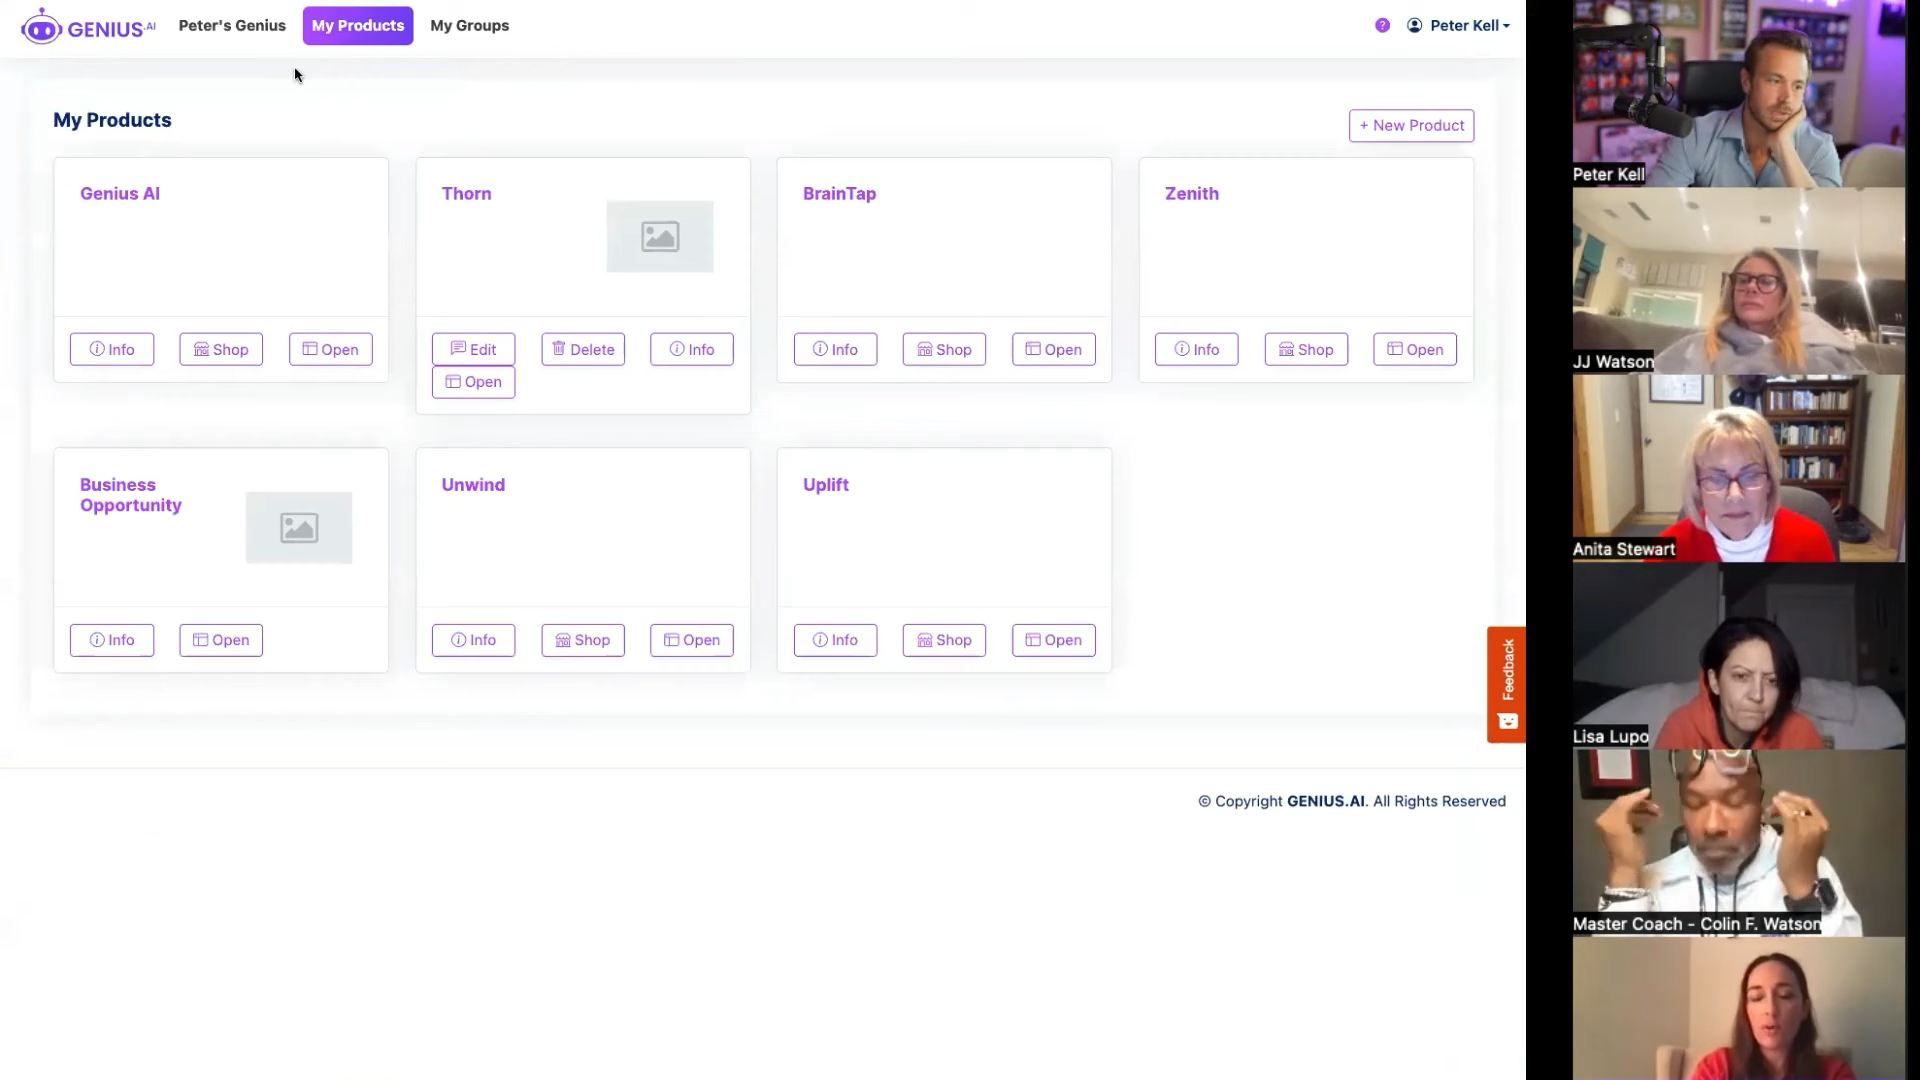 GENIUS.AI
Peter's Genius
My Products
My Groups
?
Peter Kell
My Products
+ New Product
Genius AI
Thorn
BrainTap
Zenith
Info
Shop
Open
Edit
Delete
Info
Open
Info
Shop
Open
Info
Shop
Open
Business
Opportunity
Unwind
Uplift
Info
Open
Info
Shop
Open
Info
Shop
Open
Feedback
© Copyright GENIUS.AI. All Rights Reserved
Peter Kell
JJ Watson
Anita Stewart
Lisa Lupo
Master Coach - Colin F. Watson